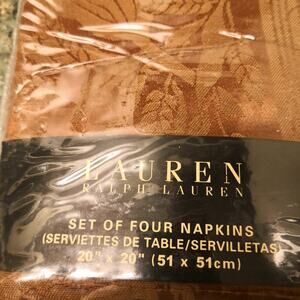 LAUREN
RALPH LAUREN
SET OF FOUR NAPKINS
(SERVIETTES DE TABLE/SERVILLETAS)
20" x 20" (51 x 51cm)